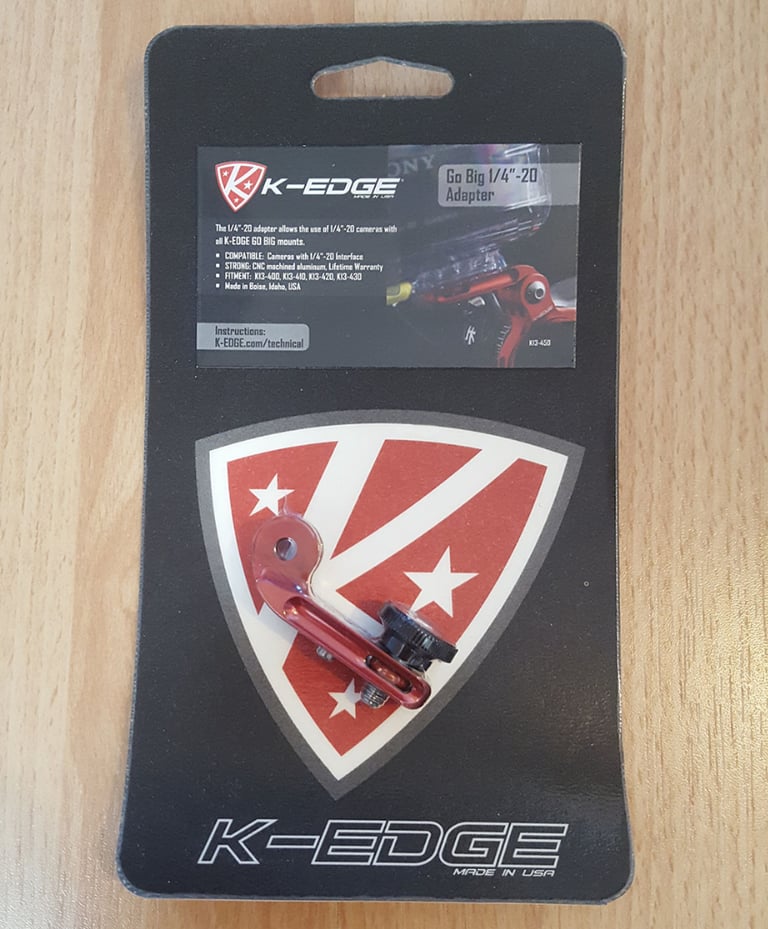 K-EDGE
MADE IN USA
SONY
Go Big 1/4"-20
Adapter
The 1/4"-20 adapter allows the use of 1/4"-20 cameras with
all K-EDGE GO BIG mounts.
• COMPATIBLE: Cameras with 1/4"-20 Interface
• STRONG: CNC machined aluminum, Lifetime Warranty
• FITMENT: K13-400, K13-410, K13-420, K13-430
• Made in Boise, Idaho, USA
Instructions:
K-EDGE.com/technical
K13-450
K-EDGE
MADE IN USA